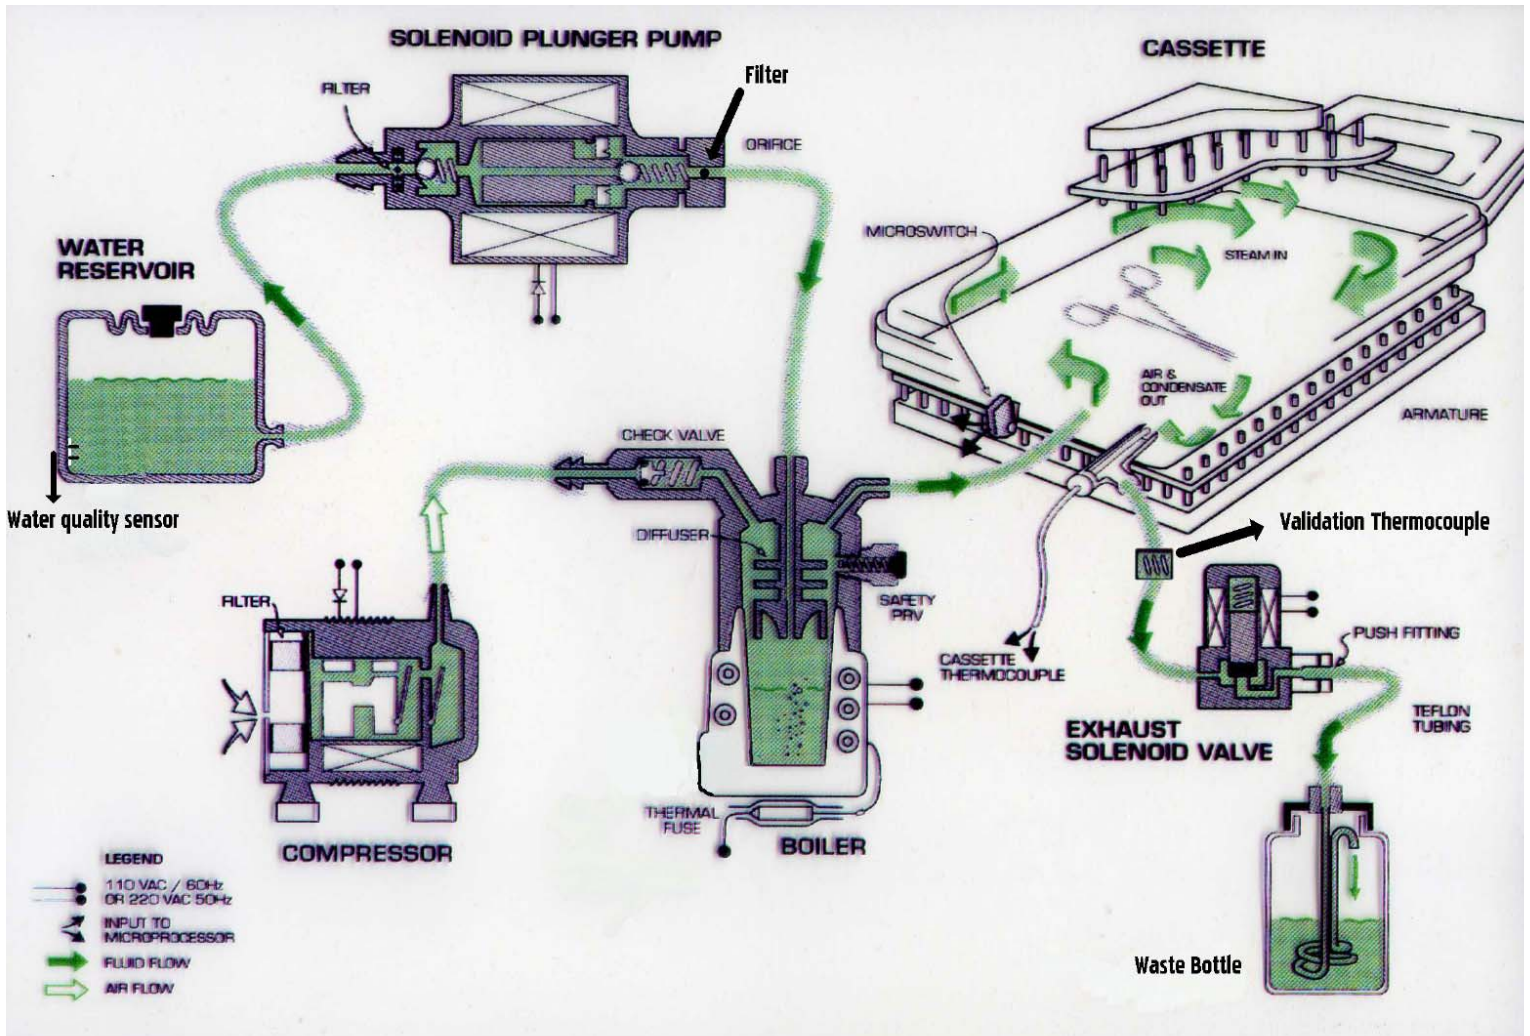 SOLENOID PLUNGER PUMP
CASSETTE
Filter
FILTER
ORIFICE
WATER
RESERVOIR
MICROSWITCH
STEAM IN
AIR &
CONDENSATE
OUT
ARMATURE
CHECK VALVE
Water quality sensor
Validation Thermocouple
DIFFUSER
FILTER
SAFETY
PRV
PUSH FITTING
CASSETTE
THERMOCOUPLE
TEFLON
TUBING
EXHAUST
SOLENOID VALVE
THERMAL
FUSE
BOILER
COMPRESSOR
LEGEND
110 VAC / 60Hz
OR 220 VAC 50Hz
INPUT TO
MICROPROCESSOR
FLUID FLOW
AIR FLOW
Waste Bottle